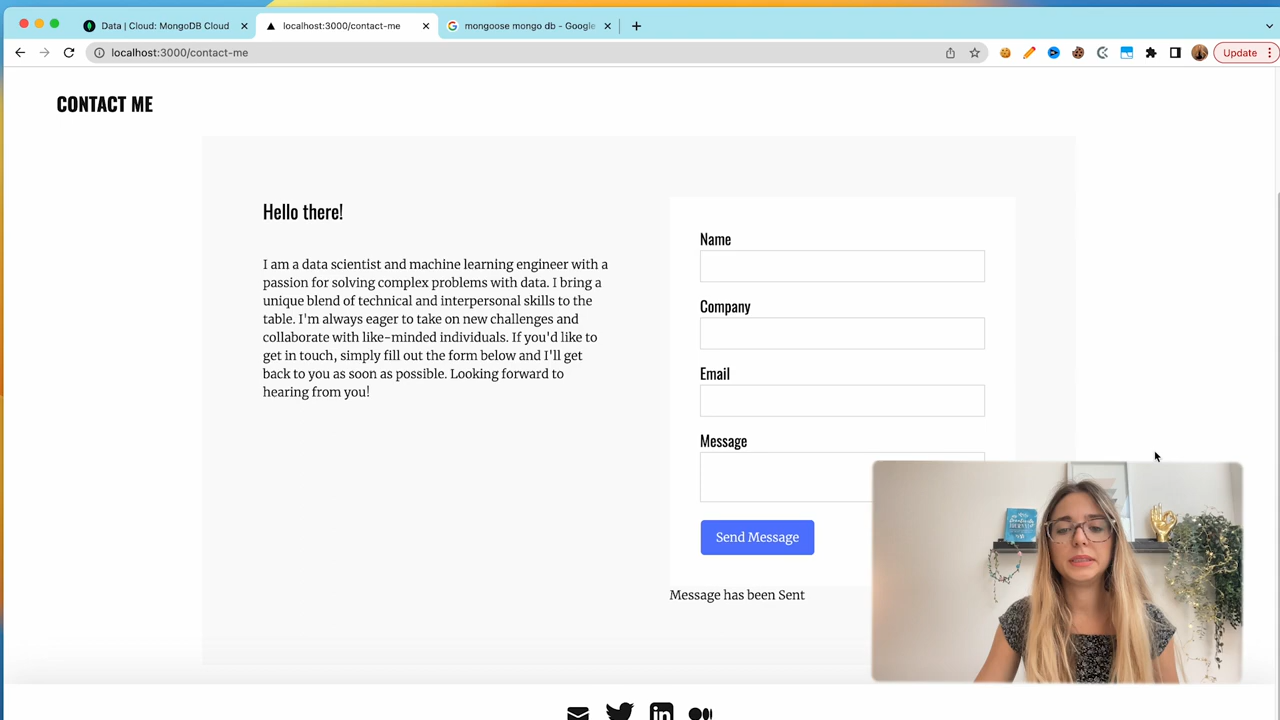 Data | Cloud: MongoDB Cloud
localhost:3000/contact-me
mongoose mongo db - Google
localhost:3000/contact-me
Update
CONTACT ME
Hello there!
I am a data scientist and machine learning engineer with a
passion for solving complex problems with data. I bring a
unique blend of technical and interpersonal skills to the
table. I'm always eager to take on new challenges and
collaborate with like-minded individuals. If you'd like to
get in touch, simply fill out the form below and I'll get
back to you as soon as possible. Looking forward to
hearing from you!
Name
Company
Email
Message
Send Message
Message has been Sent